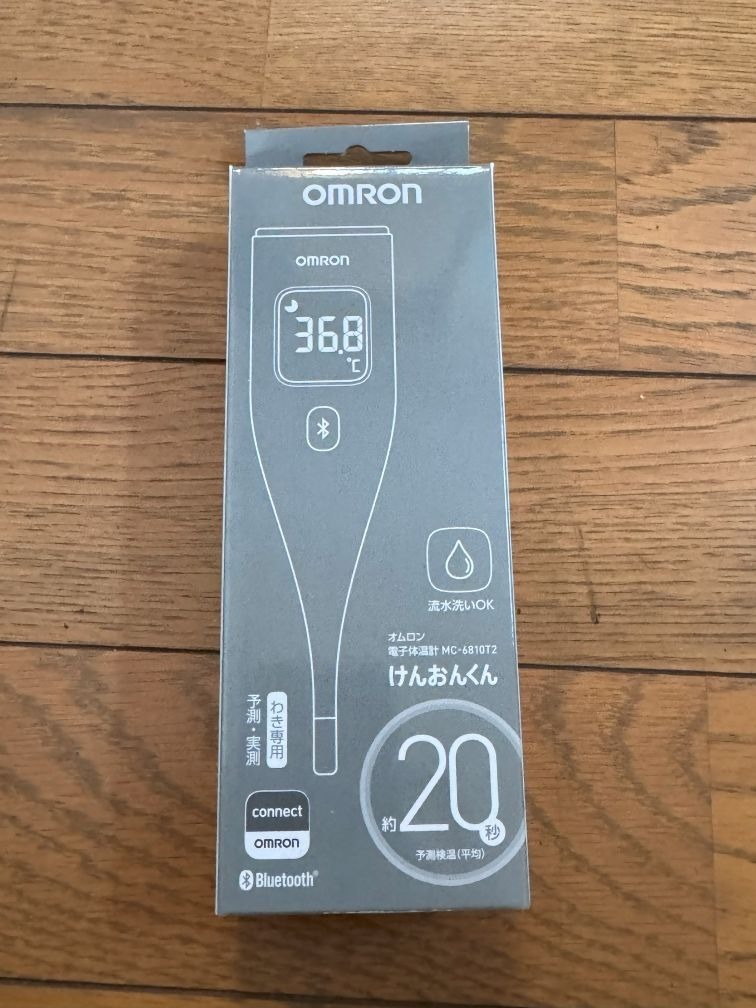 OMRON
OMRON
36.8
℃
流水洗いOK
オムロン
電子体温計 MC-6810T2
けんおんくん
わき専用
予測・実測
約20秒
予測検温(平均)
connect
OMRON
Bluetooth®